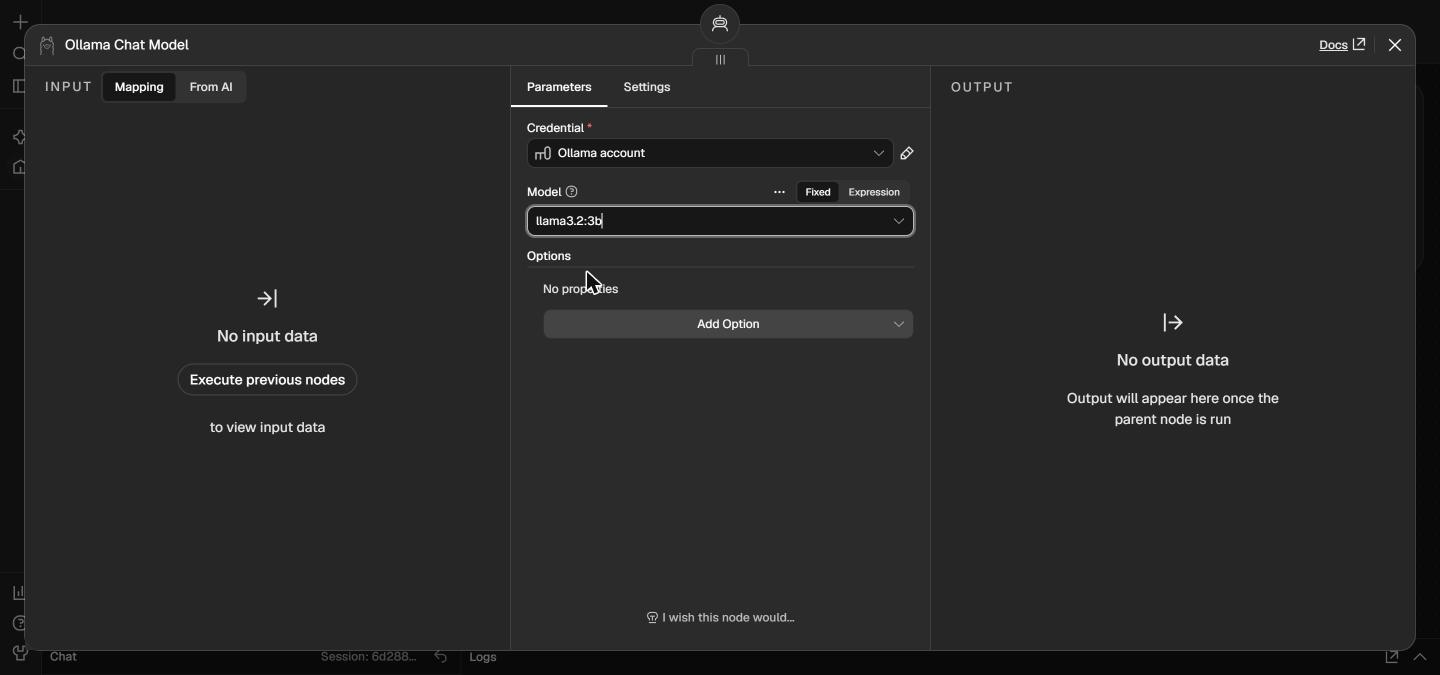 Ollama Chat Model
Docs
INPUT
Mapping
From AI
No input data
Execute previous nodes
to view input data
Parameters
Settings
Credential *
Ollama account
Model
Fixed
Expression
llama3.2:3b
Options
No properties
Add Option
I wish this node would...
OUTPUT
No output data
Output will appear here once the
parent node is run
Chat
Session: 6d288...
Logs